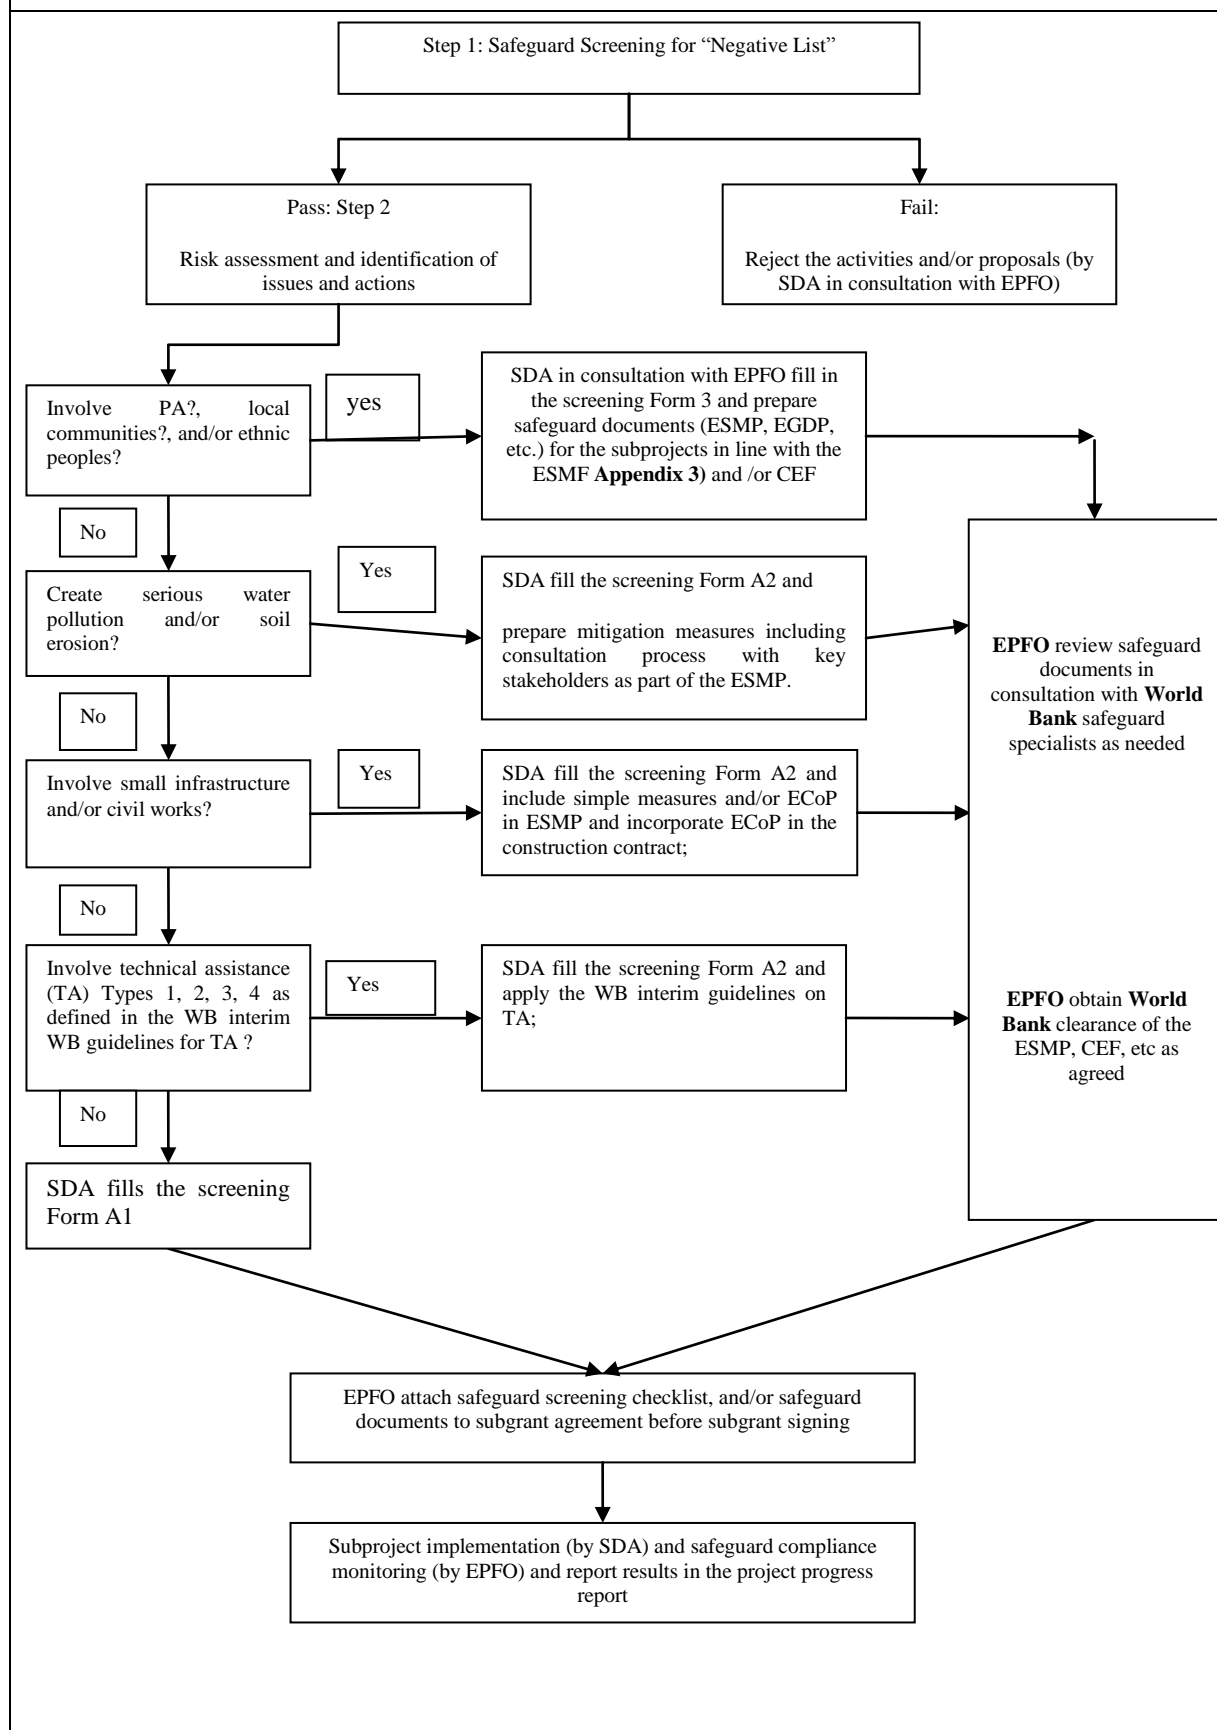 Step 1: Safeguard Screening for “Negative List”
Pass: Step 2
Risk assessment and identification of
issues and actions
Fail:
Reject the activities and/or proposals (by
SDA in consultation with EPFO)
Involve PA?, local
communities?, and/or ethnic
peoples?
yes
SDA in consultation with EPFO fill in
the screening Form 3 and prepare
safeguard documents (ESMP, EGDP,
etc.) for the subprojects in line with the
ESMF Appendix 3) and /or CEF
No
Create serious water
pollution and/or soil
erosion?
Yes
SDA fill the screening Form A2 and
prepare mitigation measures including
consultation process with key
stakeholders as part of the ESMP.
No
Involve small infrastructure
and/or civil works?
Yes
SDA fill the screening Form A2 and
include simple measures and/or ECoP
in ESMP and incorporate ECoP in the
construction contract;
No
Involve technical assistance
(TA) Types 1, 2, 3, 4 as
defined in the WB interim
WB guidelines for TA ?
Yes
SDA fill the screening Form A2 and
apply the WB interim guidelines on
TA;
No
SDA fills the screening
Form A1
EPFO review safeguard
documents in
consultation with World
Bank safeguard
specialists as needed
EPFO obtain World
Bank clearance of the
ESMP, CEF, etc as
agreed
EPFO attach safeguard screening checklist, and/or safeguard
documents to subgrant agreement before subgrant signing
Subproject implementation (by SDA) and safeguard compliance
monitoring (by EPFO) and report results in the project progress
report